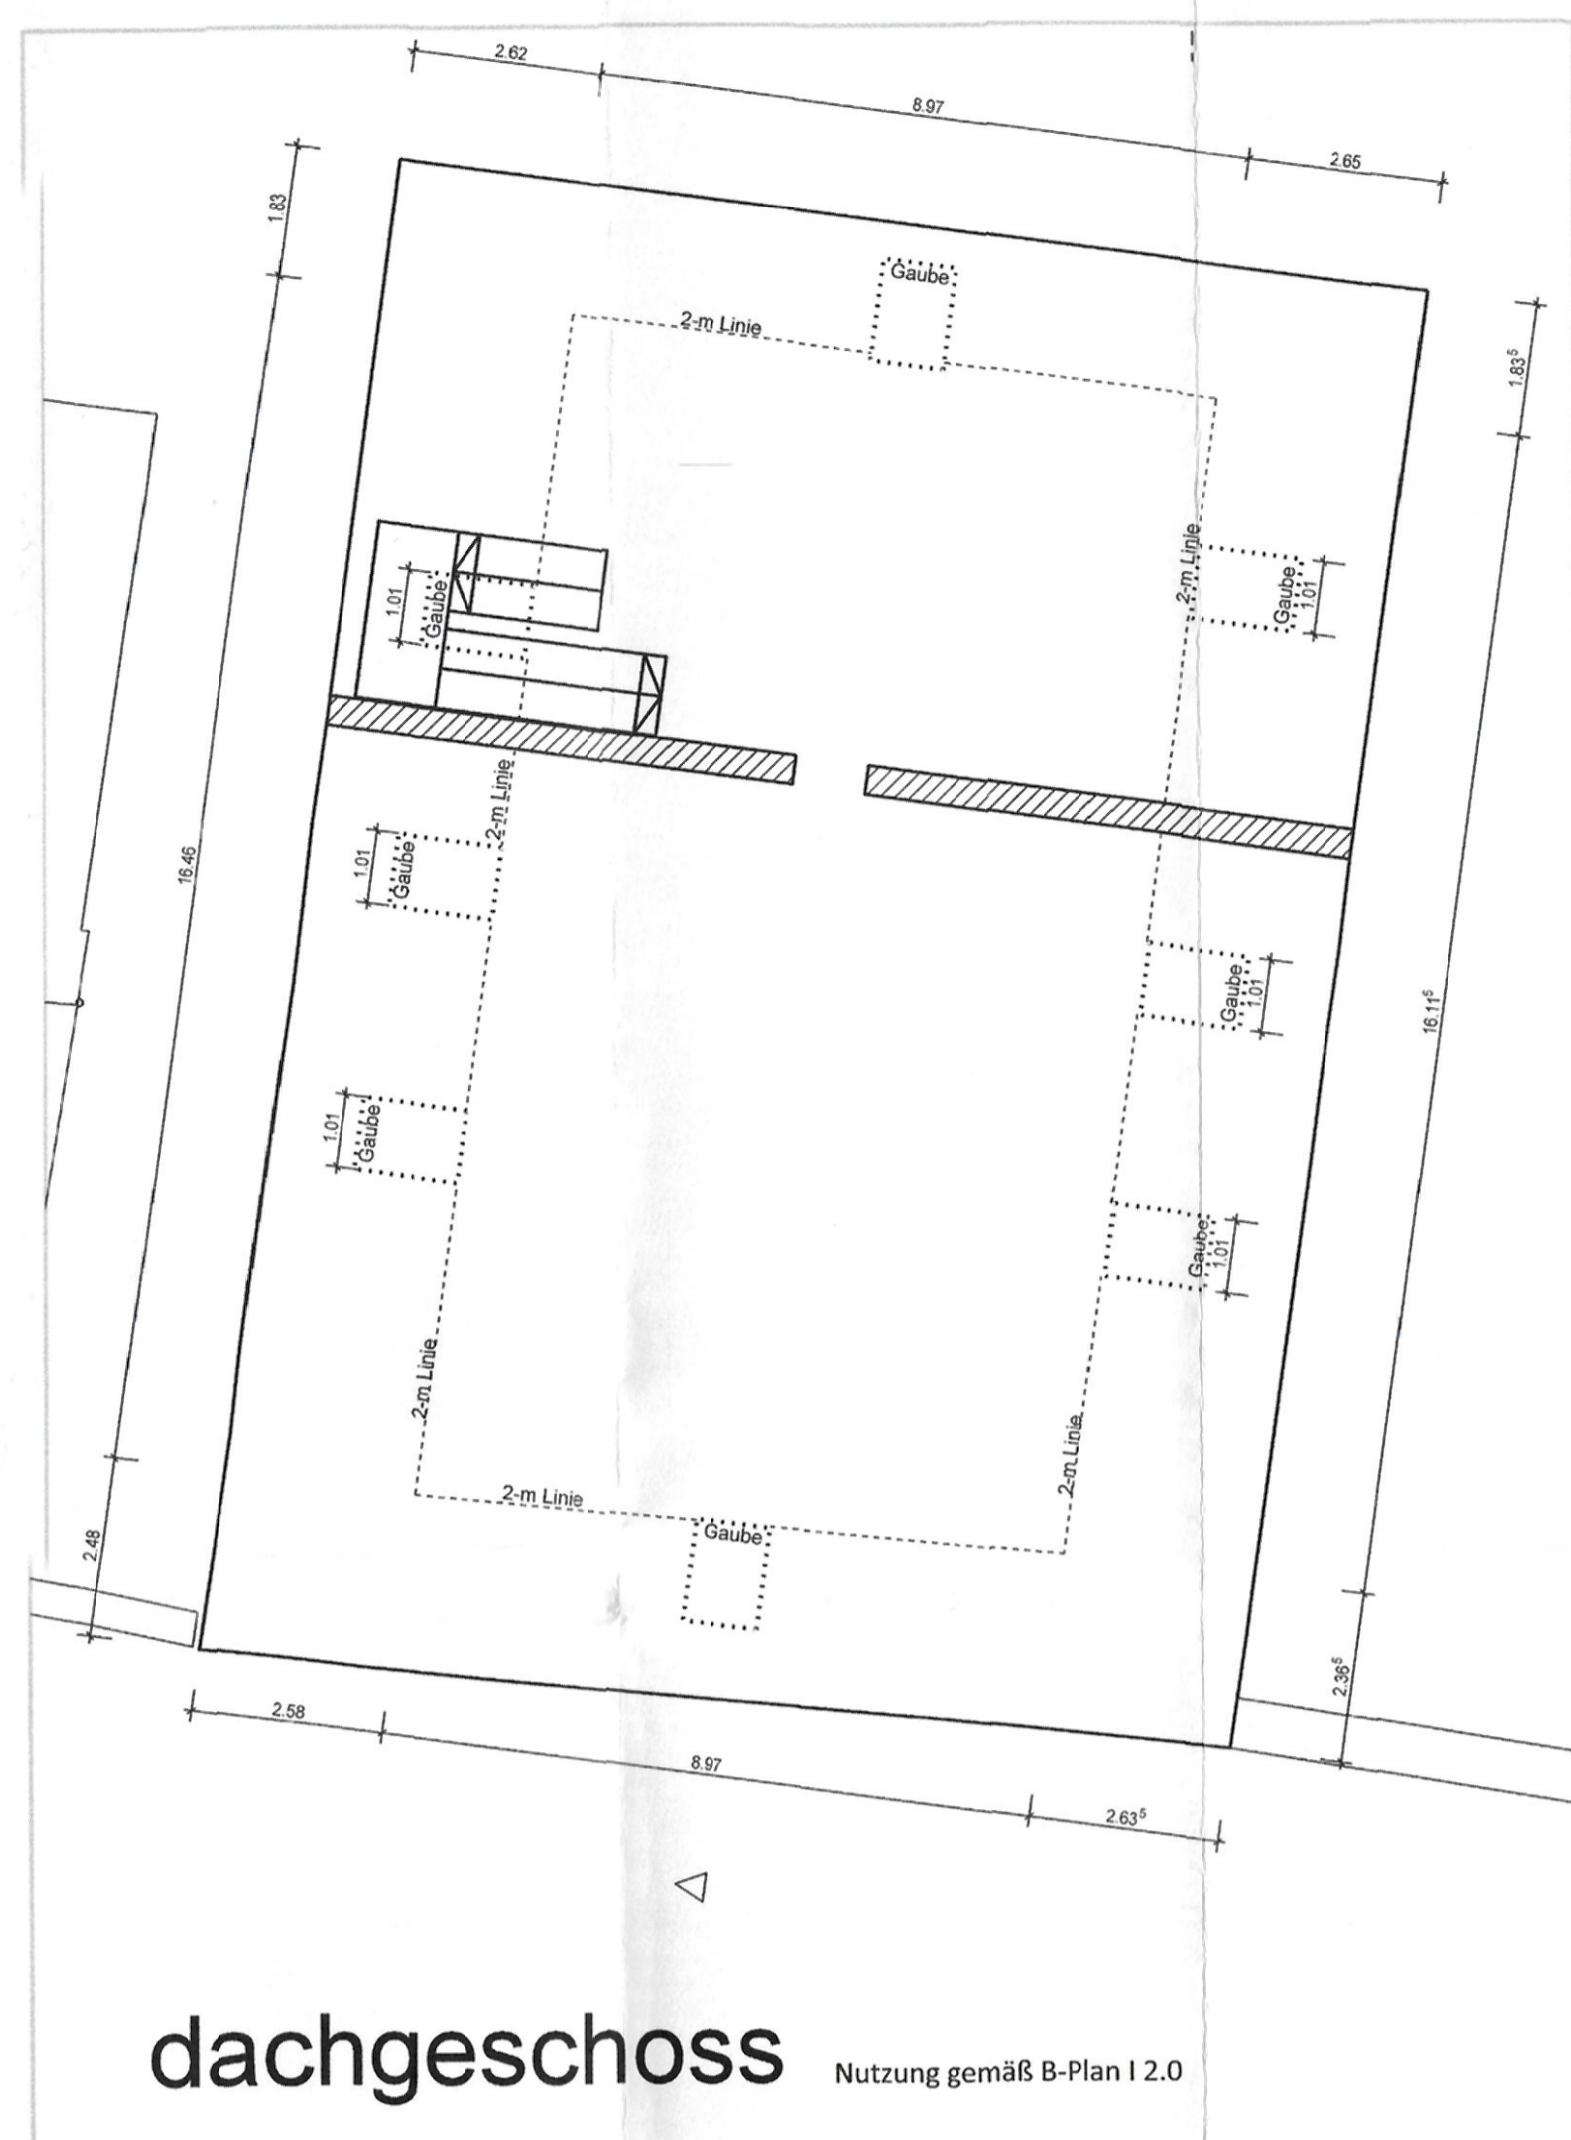 2.62
8.97
2.65
1.83
Gaube
2-m Linie
1.83⁵
2-m Linie
Gaube
1.01
1.01
Gaube
2-m Linie
1.01
Gaube
16.46
Gaube
1.01
16.11⁵
1.01
Gaube
Gaube
1.01
2-m Linie
2-m Linie
2-m Linie
Gaube
2.48
2.36⁵
2.58
8.97
2.63⁵
dachgeschoss
Nutzung gemäß B-Plan I 2.0